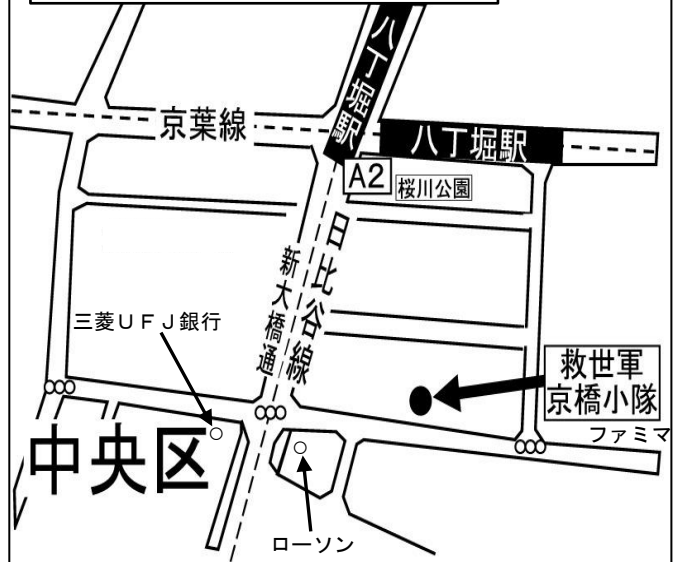 八丁堀駅
京葉線
八丁堀駅
A2
桜川公園
日比谷線
新大橋通
三菱ＵＦＪ銀行
救世軍
京橋小隊
ファミマ
中央区
ローソン